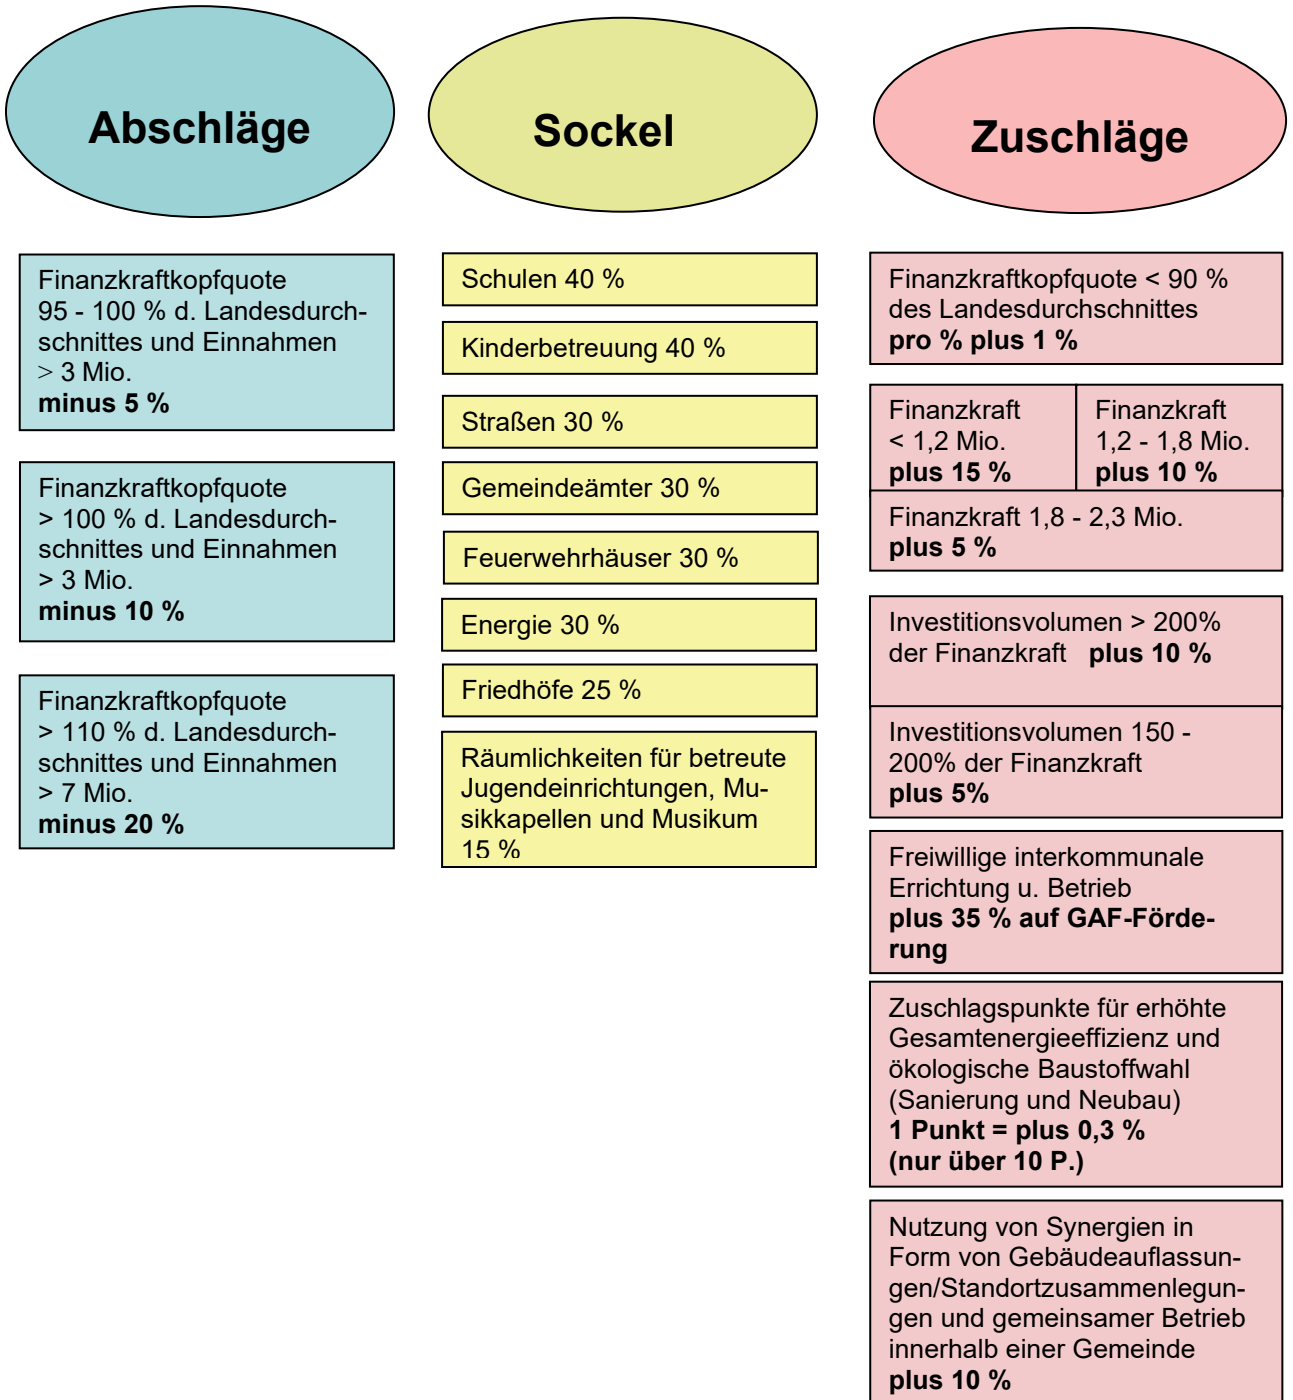 Abschläge
Sockel
Zuschläge
Finanzkraftkopfquote
95 - 100 % d. Landesdurch-
schnittes und Einnahmen
> 3 Mio.
minus 5 %
Finanzkraftkopfquote
> 100 % d. Landesdurch-
schnittes und Einnahmen
> 3 Mio.
minus 10 %
Finanzkraftkopfquote
> 110 % d. Landesdurch-
schnittes und Einnahmen
> 7 Mio.
minus 20 %
Schulen 40 %
Kinderbetreuung 40 %
Straßen 30 %
Gemeindeämter 30 %
Feuerwehrhäuser 30 %
Energie 30 %
Friedhöfe 25 %
Räumlichkeiten für betreute
Jugendeinrichtungen, Mu-
sikkapellen und Musikum
15 %
Finanzkraftkopfquote < 90 %
des Landesdurchschnittes
pro % plus 1 %
Finanzkraft
< 1,2 Mio.
plus 15 %
Finanzkraft
1,2 - 1,8 Mio.
plus 10 %
Finanzkraft 1,8 - 2,3 Mio.
plus 5 %
Investitionsvolumen > 200%
der Finanzkraft plus 10 %
Investitionsvolumen 150 -
200% der Finanzkraft
plus 5%
Freiwillige interkommunale
Errichtung u. Betrieb
plus 35 % auf GAF-Förde-
rung
Zuschlagspunkte für erhöhte
Gesamtenergieeffizienz und
ökologische Baustoffwahl
(Sanierung und Neubau)
1 Punkt = plus 0,3 %
(nur über 10 P.)
Nutzung von Synergien in
Form von Gebäudeauflassun-
gen/Standortzusammenlegun-
gen und gemeinsamer Betrieb
innerhalb einer Gemeinde
plus 10 %